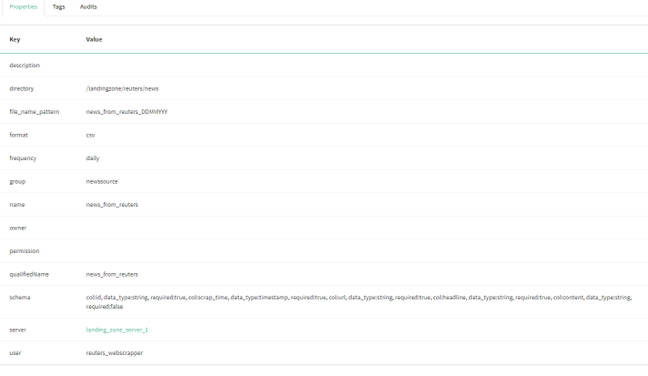 Properties Tags Audits
Key Value
description
directory /landingzone/reuters/news
file_name_pattern news_from_reuters_DDMMYYY
format csv
frequency daily
group newssource
name news_from_reuters
owner
permission
qualifiedName news_from_reuters
schema col:id, data_type:string, required:true, col:scrap_time, data_type:timestamp, required:true, col:url, data_type:string, required:true, col:headline, data_type:string, required:true, col:content, data_type:string,
required:false
server landing_zone_server_1
user reuters_webscrapper